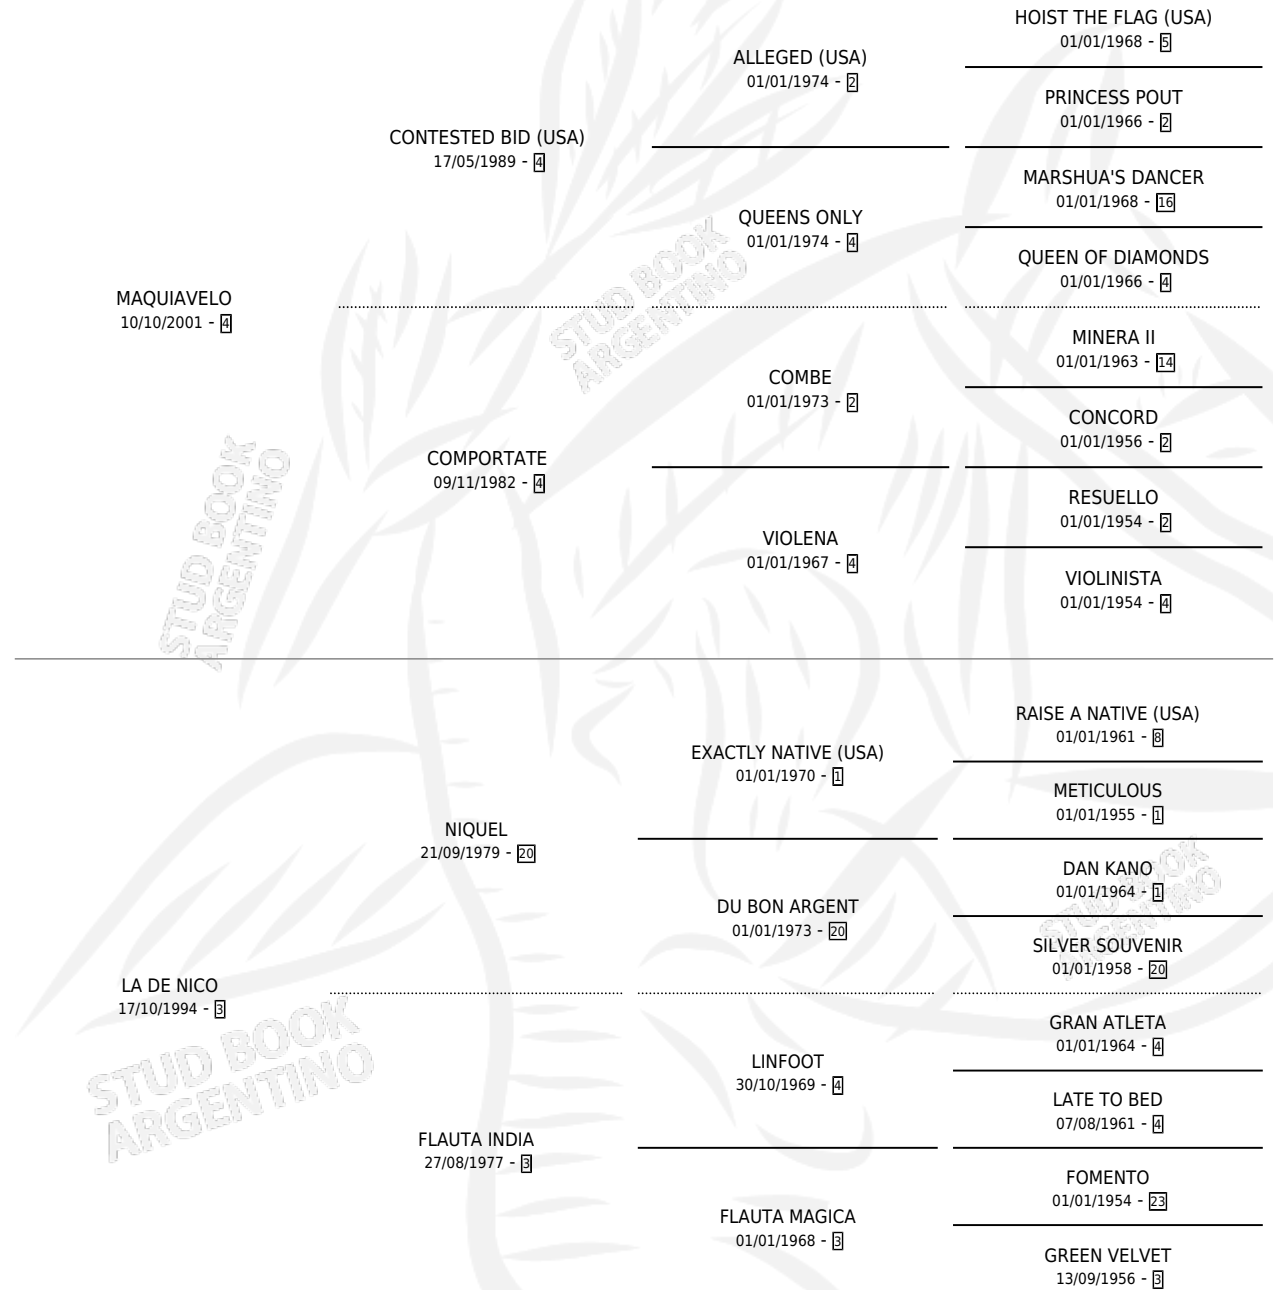 HOIST THE FLAG (USA)
01/01/1968 - 5
ALLEGED (USA)
01/01/1974 - 2
PRINCESS POUT
01/01/1966 - 2
CONTESTED BID (USA)
17/05/1989 - 4
MARSHUA'S DANCER
01/01/1968 - 16
QUEENS ONLY
01/01/1974 - 4
QUEEN OF DIAMONDS
01/01/1966 - 4
MAQUIAVELO
10/10/2001 - 4
MINERA II
01/01/1963 - 14
COMBE
01/01/1973 - 2
CONCORD
01/01/1956 - 2
COMPORTATE
09/11/1982 - 4
RESUELLO
01/01/1954 - 2
VIOLENA
01/01/1967 - 4
VIOLINISTA
01/01/1954 - 4
STUD BOOK
ARGENTINO
STUD BOOK
ARGENTINO
RAISE A NATIVE (USA)
01/01/1961 - 8
EXACTLY NATIVE (USA)
01/01/1970 - 1
METICULOUS
01/01/1955 - 1
NIQUEL
21/09/1979 - 20
DAN KANO
01/01/1964 - 1
DU BON ARGENT
01/01/1973 - 20
SILVER SOUVENIR
01/01/1958 - 20
LA DE NICO
17/10/1994 - 3
GRAN ATLETA
01/01/1964 - 4
LINFOOT
30/10/1969 - 4
LATE TO BED
07/08/1961 - 4
FLAUTA INDIA
27/08/1977 - 3
FOMENTO
01/01/1954 - 23
FLAUTA MAGICA
01/01/1968 - 3
GREEN VELVET
13/09/1956 - 3
STUD BOOK
ARGENTINO
STUD BOOK
ARGENTINO